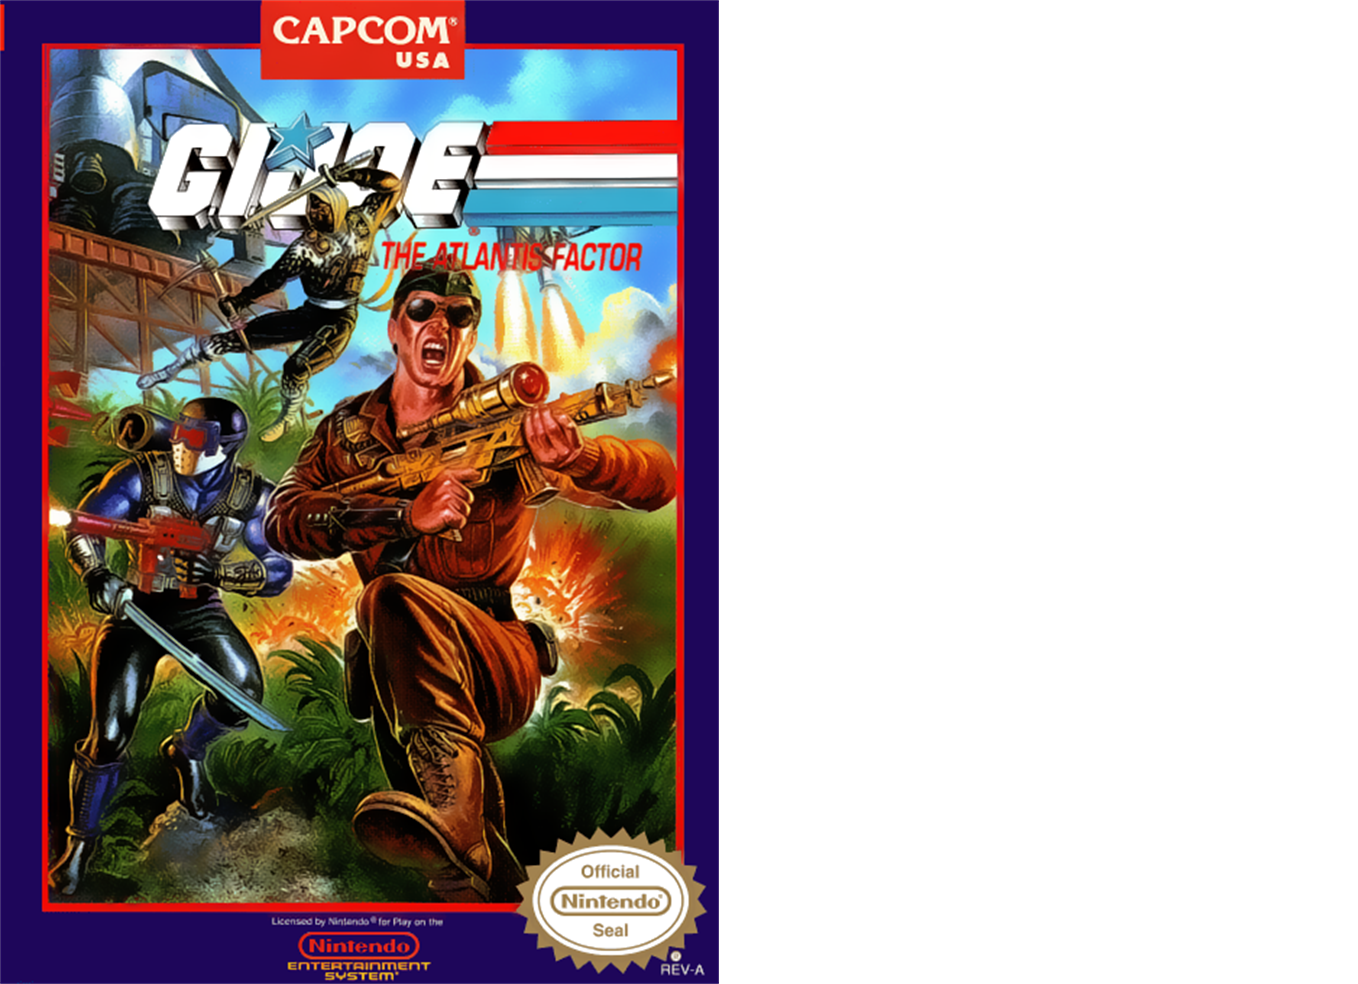 CAPCOM®
USA
G.I. JOE
®
THE ATLANTIS FACTOR
Official
Nintendo®
Seal
Licensed by Nintendo® for Play on the
Nintendo
ENTERTAINMENT
SYSTEM®
®
REV-A